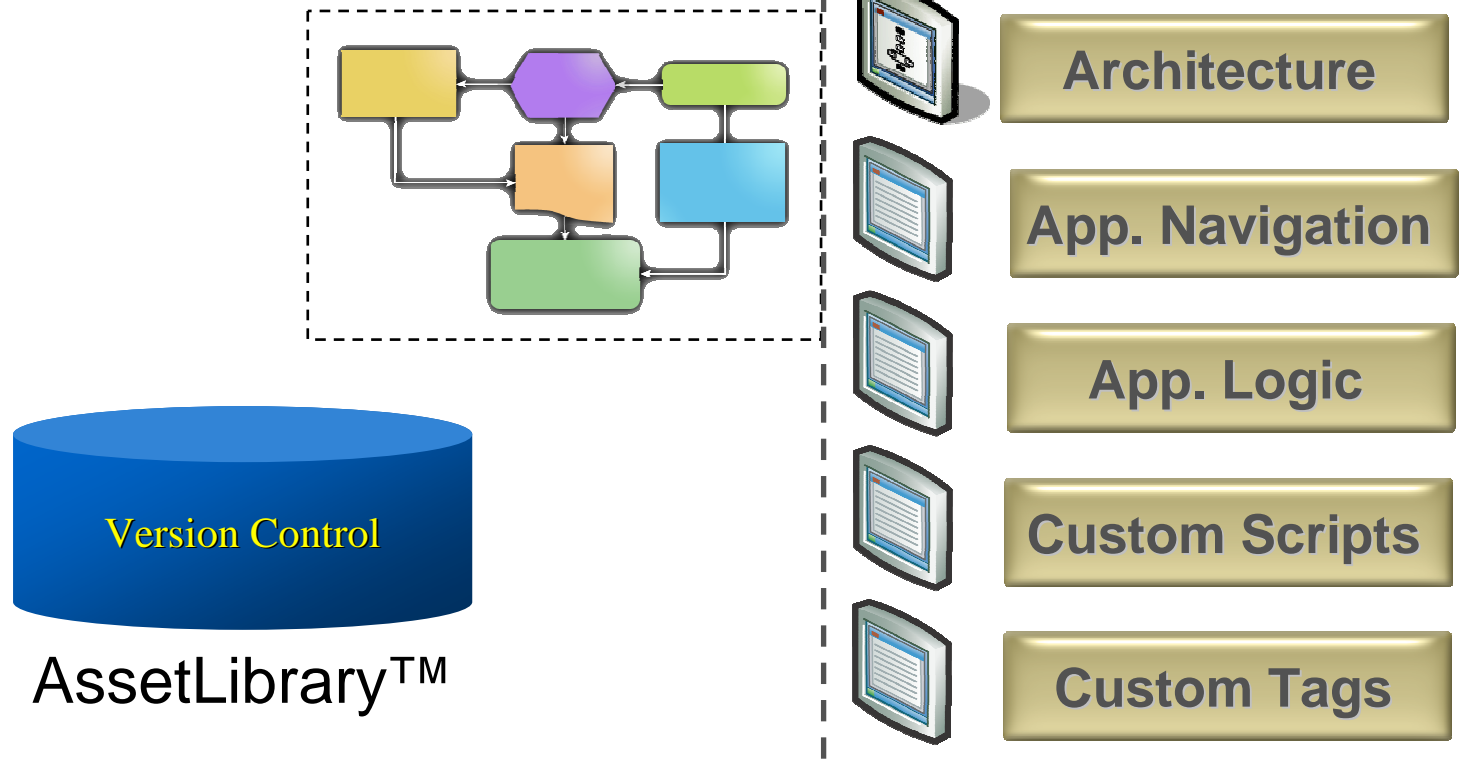 Architecture
App. Navigation
App. Logic
Version Control
Custom Scripts
AssetLibrary™
Custom Tags